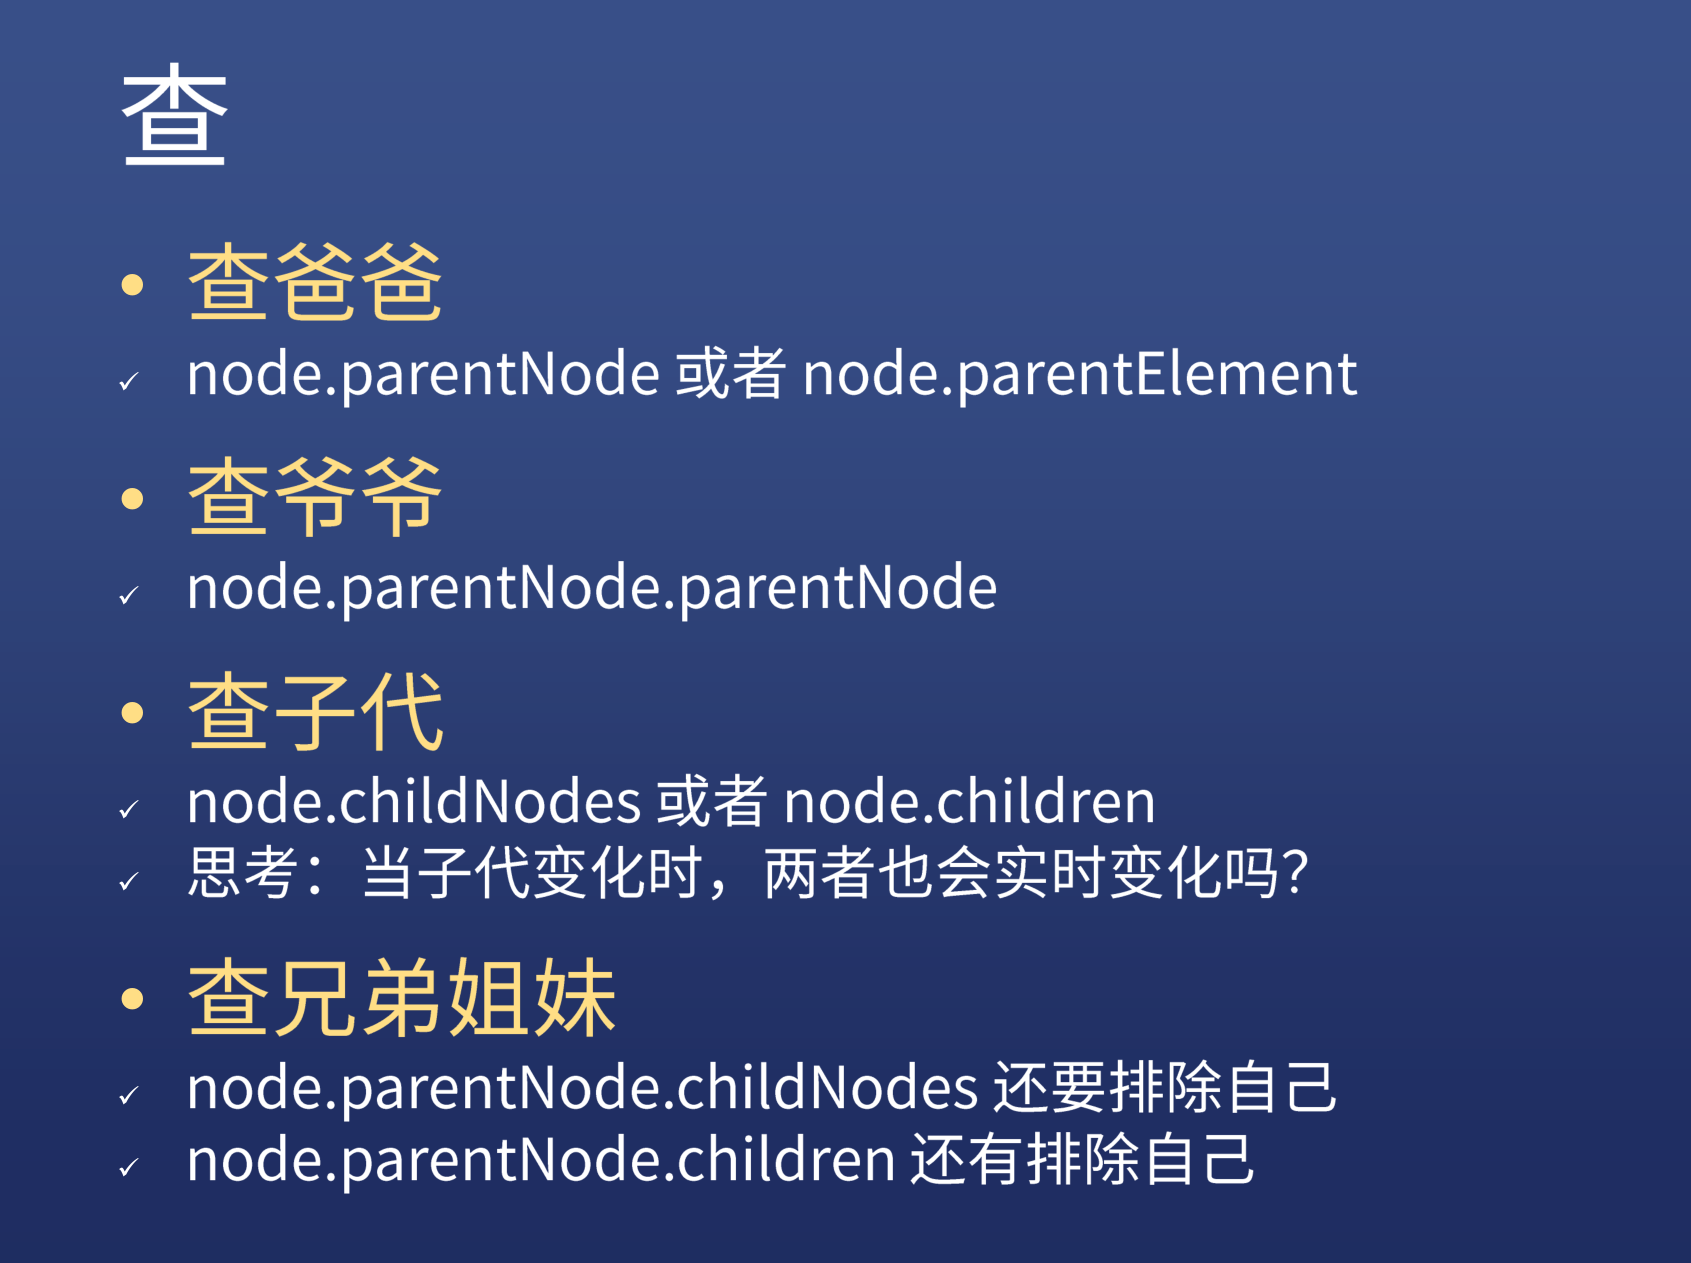 查
• 查爸爸
✓ node.parentNode 或者 node.parentElement
• 查爷爷
✓ node.parentNode.parentNode
• 查子代
✓ node.childNodes 或者 node.children
✓ 思考：当子代变化时，两者也会实时变化吗？
• 查兄弟姐妹
✓ node.parentNode.childNodes 还要排除自己
✓ node.parentNode.children 还有排除自己